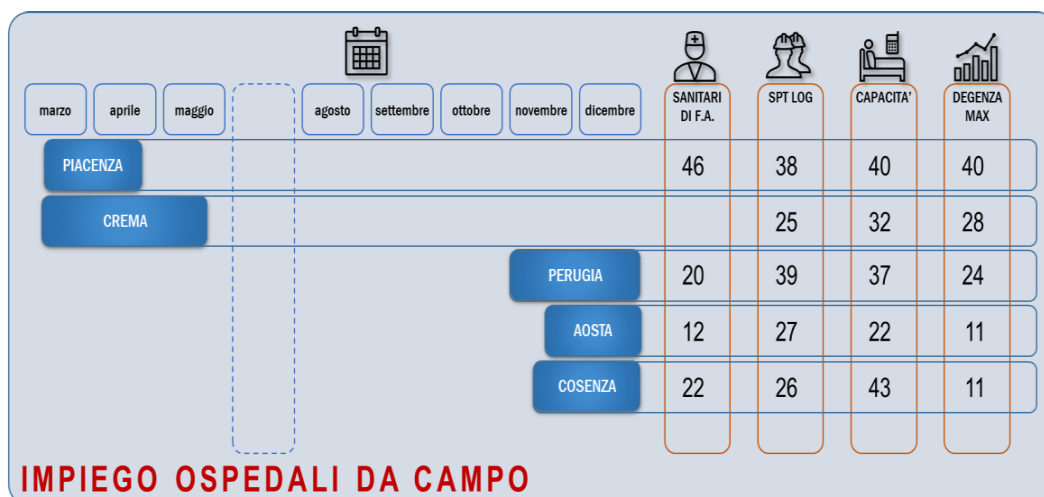 marzo aprile maggio agosto settembre ottobre novembre dicembre
SANITARI
DI F.A.
SPT LOG
CAPACITA'
DEGENZA
MAX
PIACENZA 46 38 40 40
CREMA 25 32 28
PERUGIA 20 39 37 24
AOSTA 12 27 22 11
COSENZA 22 26 43 11
IMPIEGO OSPEDALI DA CAMPO